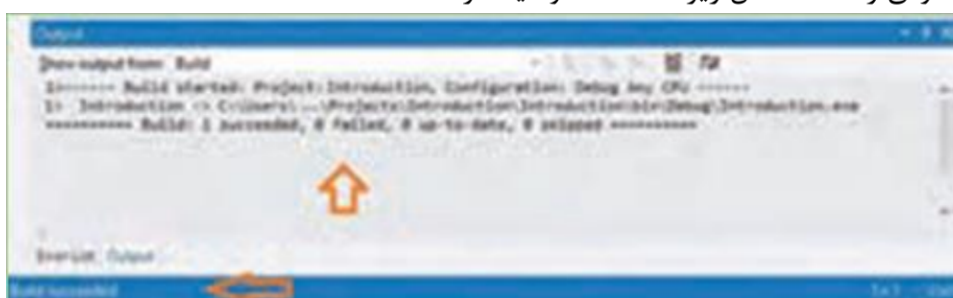 Output
Show output from: Build
1>------ Build started: Project: Introduction, Configuration: Debug Any CPU ------
1> Introduction -> C:\Users\...\Projects\Introduction\Introduction\bin\Debug\Introduction.exe
========== Build: 1 succeeded, 0 failed, 0 up-to-date, 0 skipped ==========
Error List Output
Build succeeded